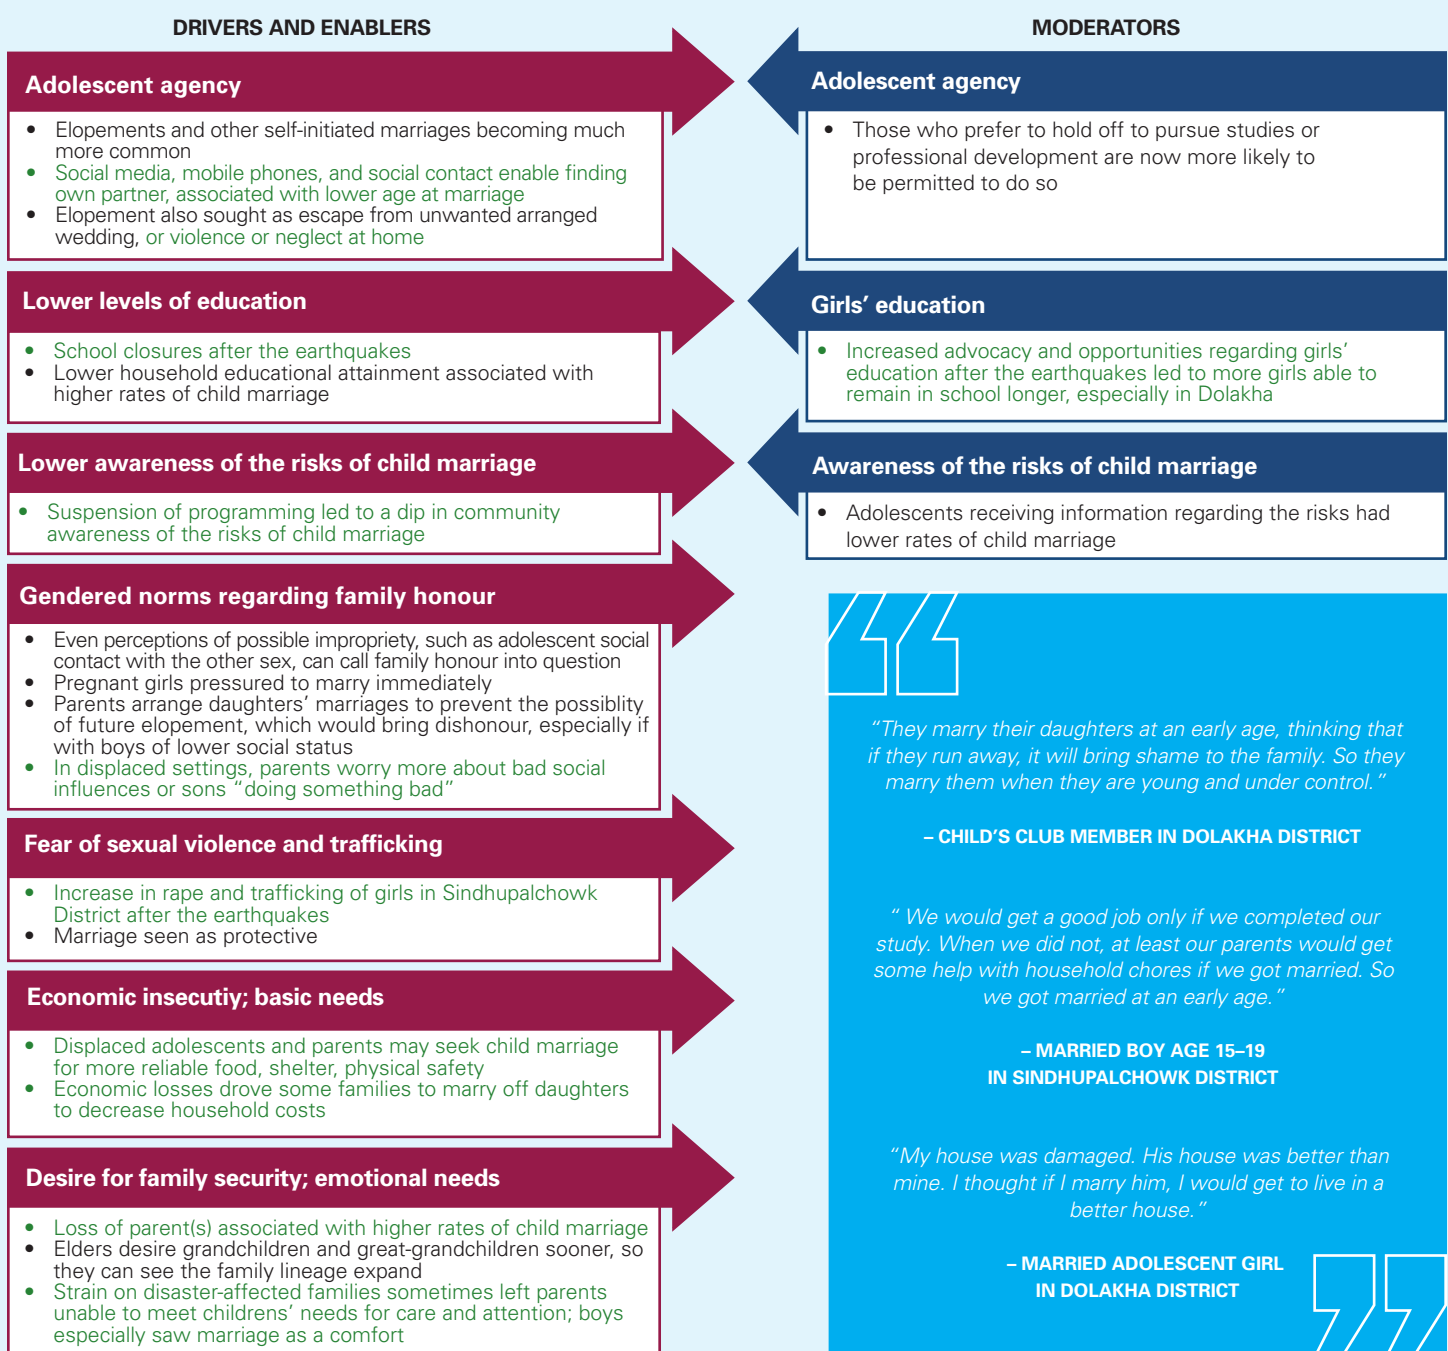 DRIVERS AND ENABLERS
Adolescent agency
• Elopements and other self-initiated marriages becoming much
more common
• Social media, mobile phones, and social contact enable finding
own partner, associated with lower age at marriage
• Elopement also sought as escape from unwanted arranged
wedding, or violence or neglect at home
Lower levels of education
• School closures after the earthquakes
• Lower household educational attainment associated with
higher rates of child marriage
Lower awareness of the risks of child marriage
• Suspension of programming led to a dip in community
awareness of the risks of child marriage
Gendered norms regarding family honour
• Even perceptions of possible impropriety, such as adolescent social
contact with the other sex, can call family honour into question
• Pregnant girls pressured to marry immediately
• Parents arrange daughters’ marriages to prevent the possiblity
of future elopement, which would bring dishonour, especially if
with boys of lower social status
• In displaced settings, parents worry more about bad social
influences or sons “doing something bad”
Fear of sexual violence and trafficking
• Increase in rape and trafficking of girls in Sindhupalchowk
District after the earthquakes
• Marriage seen as protective
Economic insecutiy; basic needs
• Displaced adolescents and parents may seek child marriage
for more reliable food, shelter, physical safety
• Economic losses drove some families to marry off daughters
to decrease household costs
Desire for family security; emotional needs
• Loss of parent(s) associated with higher rates of child marriage
• Elders desire grandchildren and great-grandchildren sooner, so
they can see the family lineage expand
• Strain on disaster-affected families sometimes left parents
unable to meet childrens’ needs for care and attention; boys
especially saw marriage as a comfort
MODERATORS
Adolescent agency
• Those who prefer to hold off to pursue studies or
professional development are now more likely to
be permitted to do so
Girls’ education
• Increased advocacy and opportunities regarding girls’
education after the earthquakes led to more girls able to
remain in school longer, especially in Dolakha
Awareness of the risks of child marriage
• Adolescents receiving information regarding the risks had
lower rates of child marriage
“They marry their daughters at an early age, thinking that
if they run away, it will bring shame to the family. So they
marry them when they are young and under control.”
– CHILD’S CLUB MEMBER IN DOLAKHA DISTRICT
“ We would get a good job only if we completed our
study. When we did not, at least our parents would get
some help with household chores if we got married. So
we got married at an early age.”
– MARRIED BOY AGE 15–19
IN SINDHUPALCHOWK DISTRICT
“My house was damaged. His house was better than
mine. I thought if I marry him, I would get to live in a
better house.”
– MARRIED ADOLESCENT GIRL
IN DOLAKHA DISTRICT